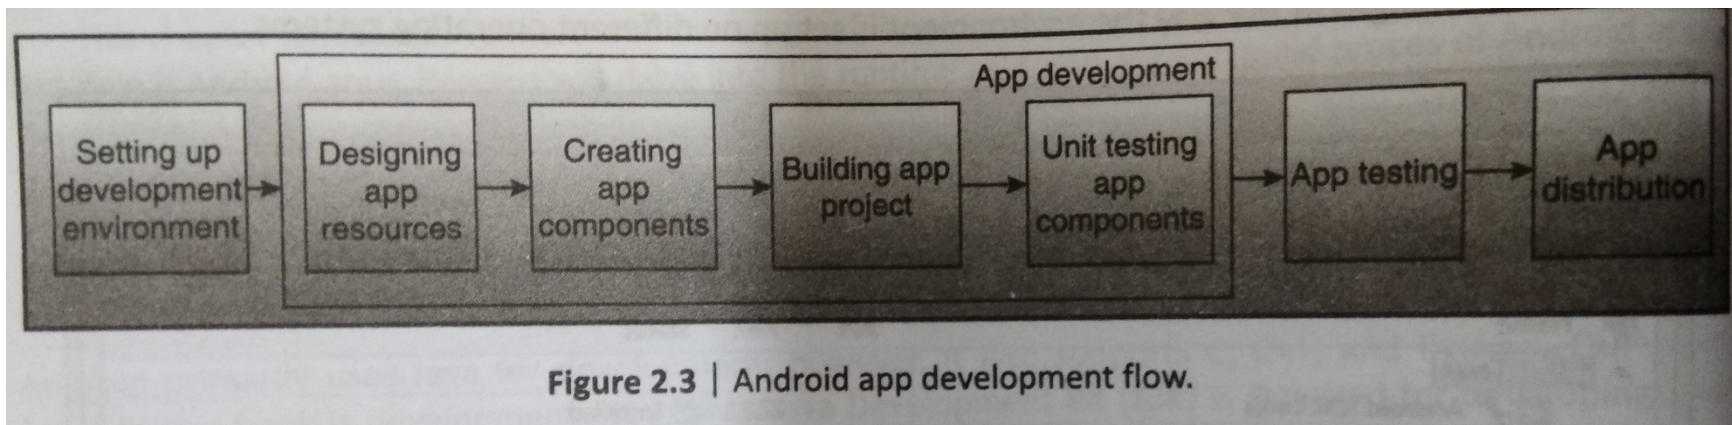 App development
Setting up
development
environment
Designing
app
resources
Creating
app
components
Building app
project
Unit testing
app
components
App testing
App
distribution
Figure 2.3 | Android app development flow.